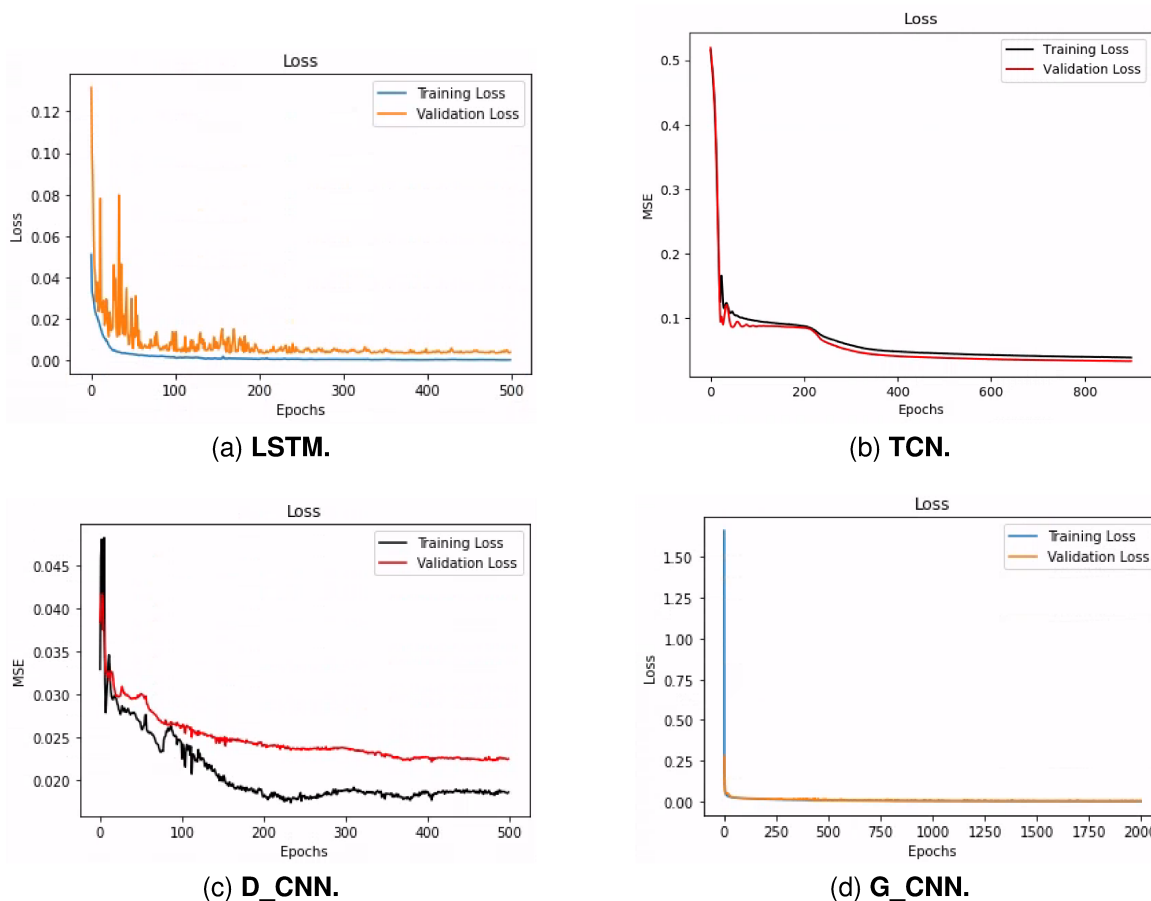 Loss
Training Loss
Validation Loss
0.12
0.10
0.08
0.06
0.04
0.02
0.00
Loss
0 100 200 300 400 500
Epochs
(a) LSTM.
Loss
Training Loss
Validation Loss
0.5
0.4
0.3
0.2
0.1
MSE
0 200 400 600 800
Epochs
(b) TCN.
Loss
Training Loss
Validation Loss
0.045
0.040
0.035
0.030
0.025
0.020
MSE
0 100 200 300 400 500
Epochs
(c) D_CNN.
Loss
Training Loss
Validation Loss
1.50
1.25
1.00
0.75
0.50
0.25
0.00
Loss
0 250 500 750 1000 1250 1500 1750 2000
Epochs
(d) G_CNN.